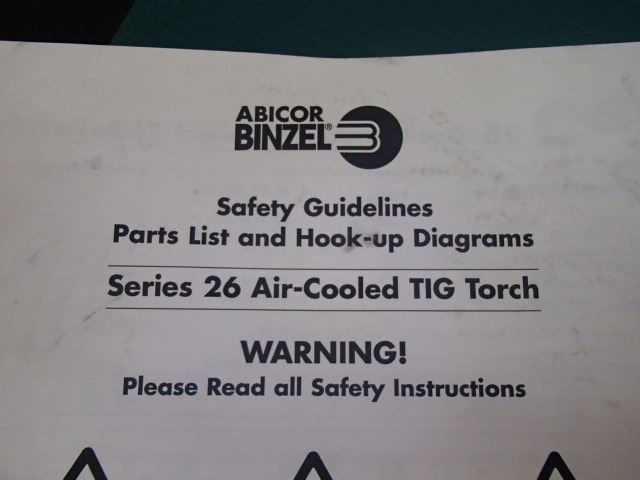 ABICOR
BINZEL®
Safety Guidelines
Parts List and Hook-up Diagrams
Series 26 Air-Cooled TIG Torch
WARNING!
Please Read all Safety Instructions